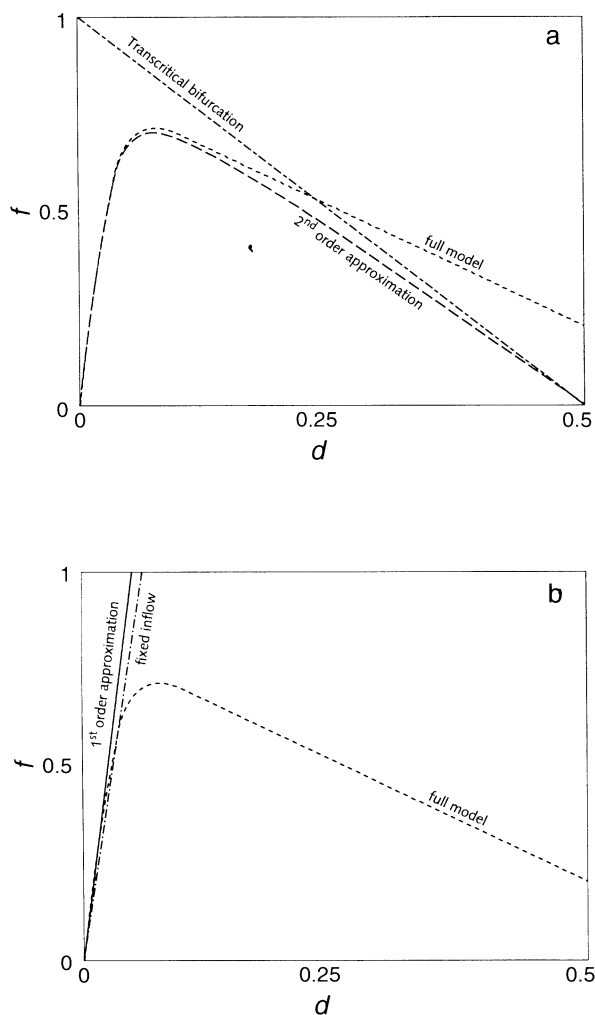 1
a
Transcritical bifurcation
f
0.5
full model
2nd order approximation
0
0
0.25
0.5
d
1
b
1st order approximation
fixed inflow
f
0.5
full model
0
0
0.25
0.5
d